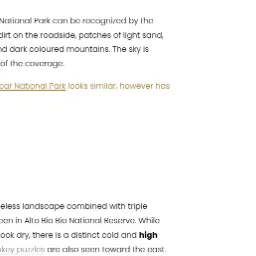 National Park can be recognized by the
dirt on the roadside, patches of light sand,
nd dark coloured mountains. The sky is
of the coverage.
car National Park looks similar, however has
eless landscape combined with triple
een in Alto Bio Bio National Reserve. While
ook dry, there is a distinct cold and high
key puzzles are also seen toward the east.